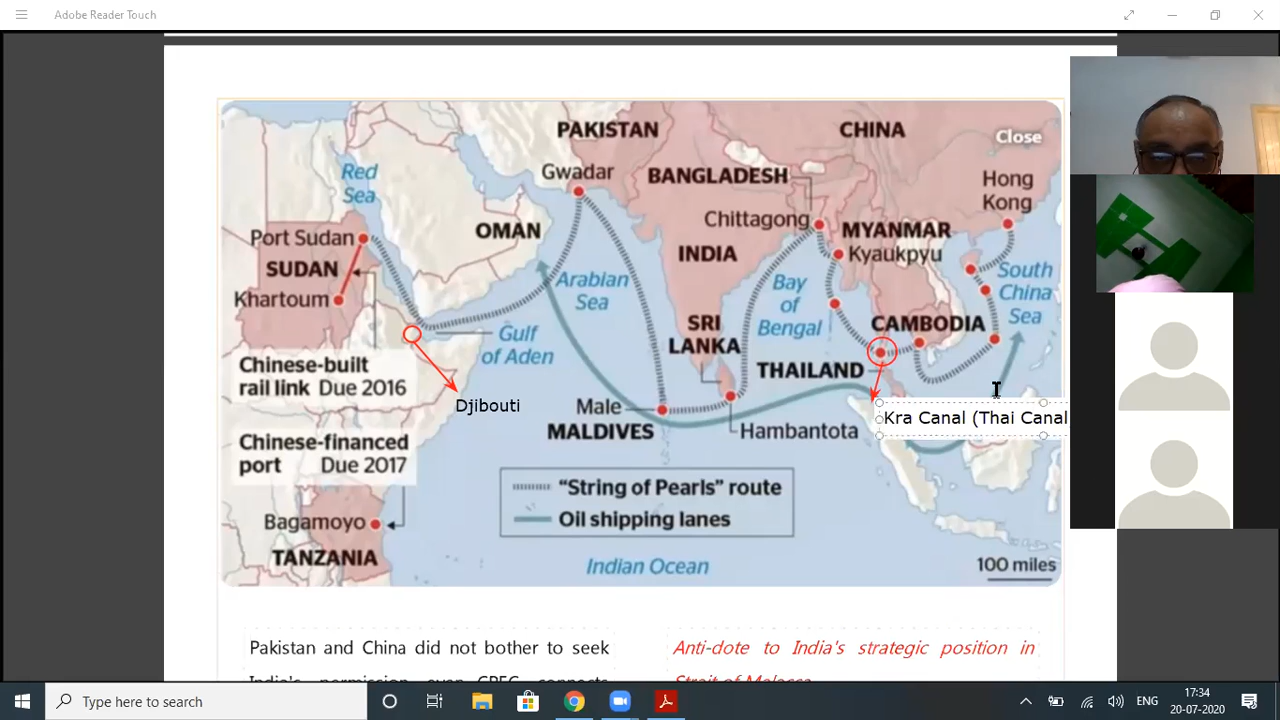 Adobe Reader Touch
PAKISTAN
CHINA
Close
Gwadar
BANGLADESH
Red
Sea
Hong
Kong
Chittagong
MYANMAR
OMAN
Port Sudan
INDIA
Kyaukpyu
SUDAN
Arabian
Sea
Bay
of
Bengal
South
China
Sea
Khartoum
SRI
LANKA
CAMBODIA
Gulf
of Aden
THAILAND
Chinese-built
rail link Due 2016
Djibouti
Male
MALDIVES
Hambantota
Kra Canal (Thai Canal
Chinese-financed
port Due 2017
"String of Pearls" route
Oil shipping lanes
Bagamoyo
TANZANIA
Indian Ocean
100 miles
Pakistan and China did not bother to seek
Anti-dote to India's strategic position in
Strait of Malacca
Type here to search
ENG
17:34
20-07-2020